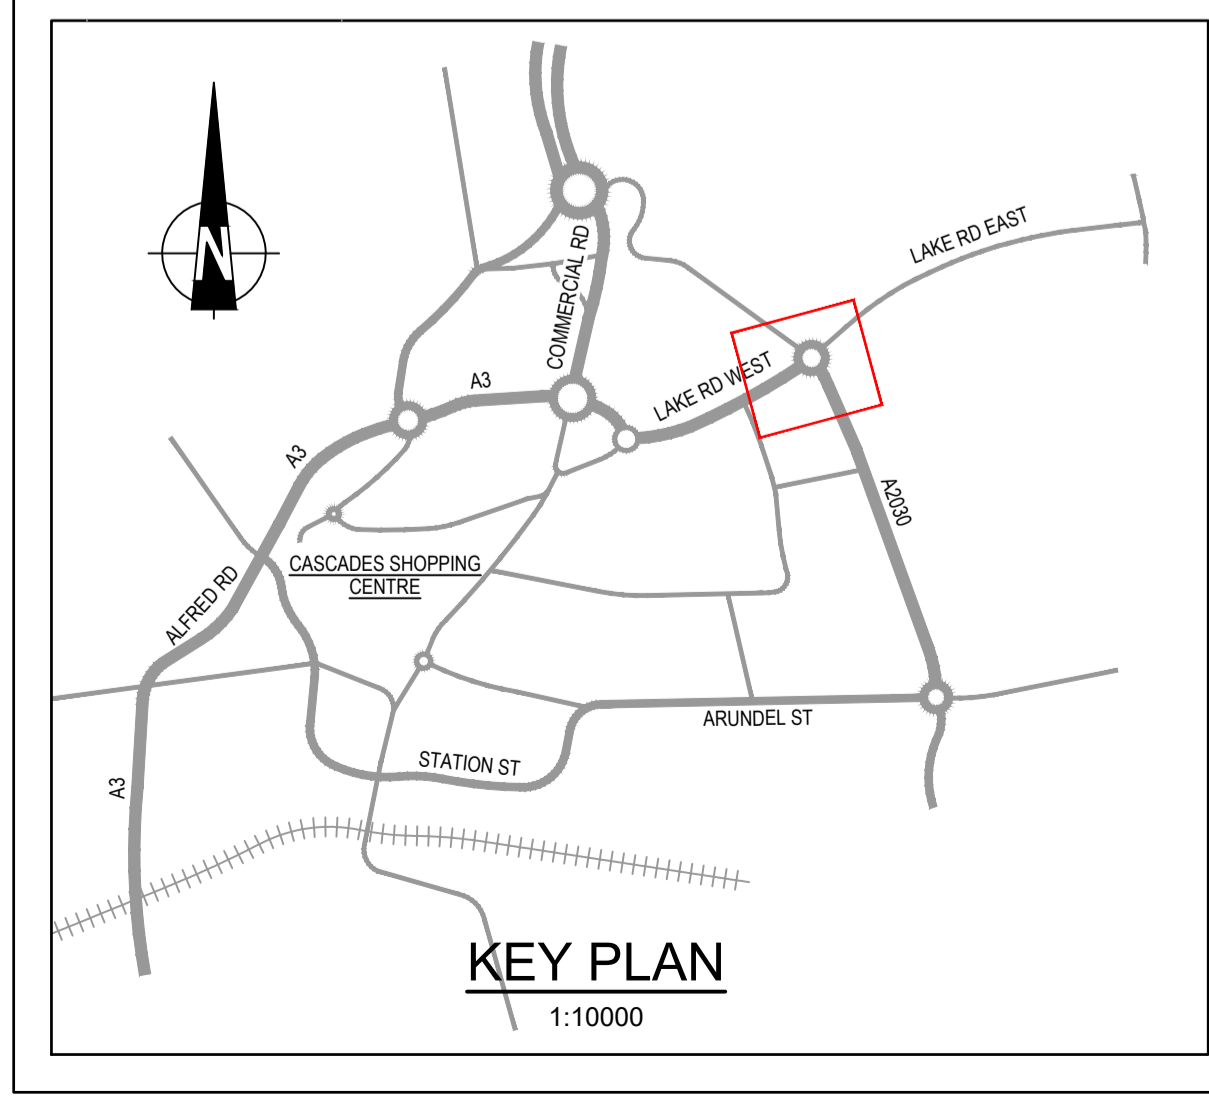 N
COMMERCIAL RD
LAKE RD EAST
A3
LAKE RD WEST
A3
A2030
CASCADES SHOPPING
CENTRE
ALFRED RD
ARUNDEL ST
STATION ST
A3
KEY PLAN
1:10000